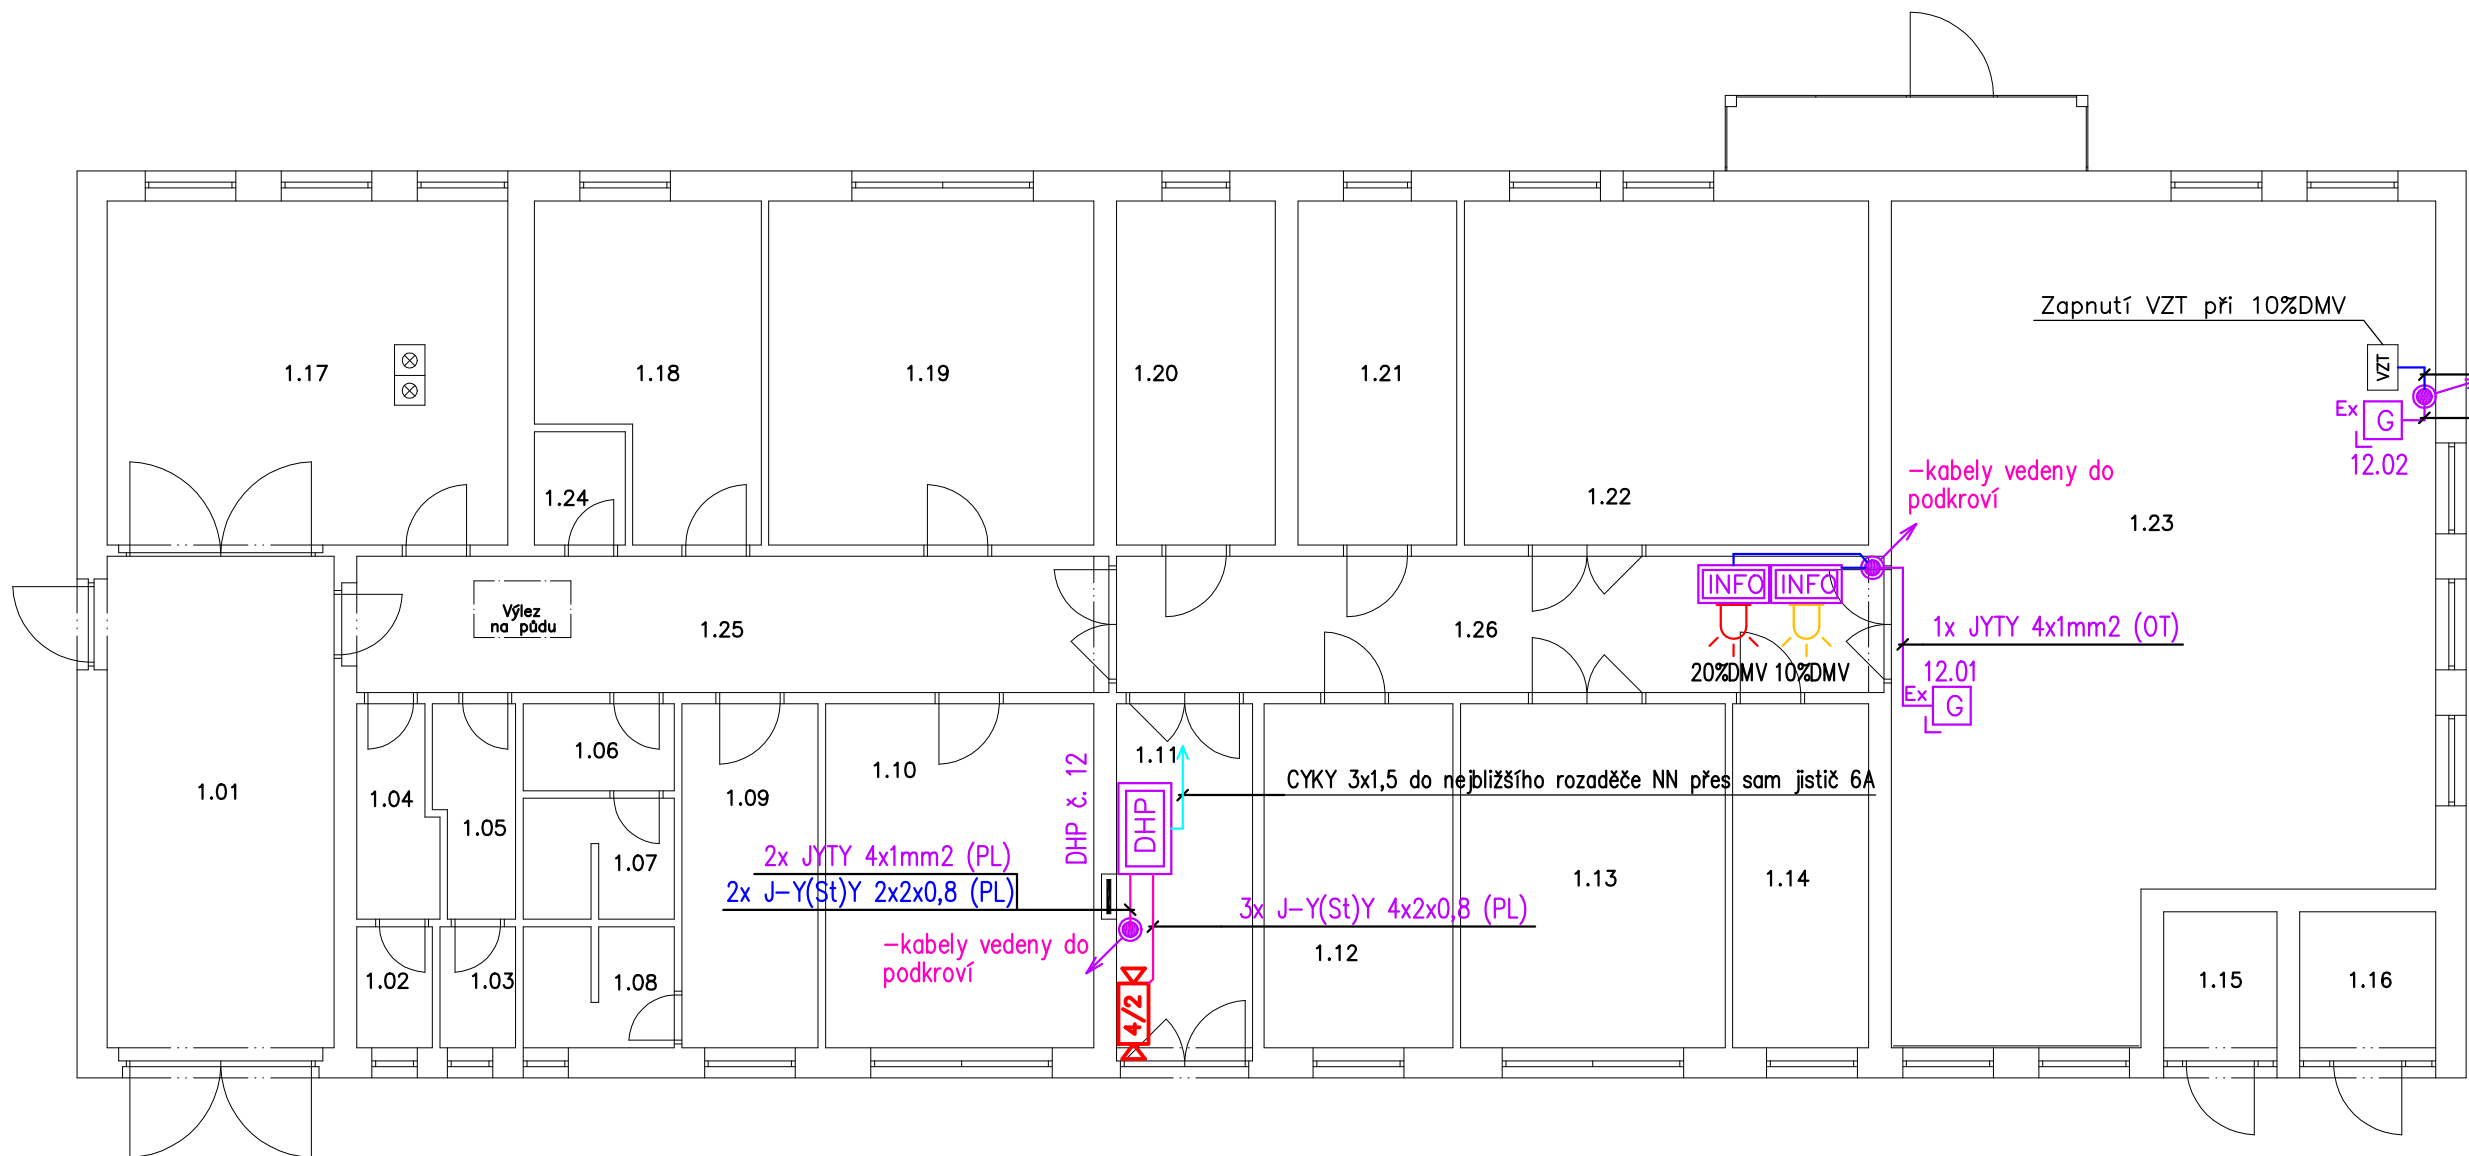 Zapnutí VZT při 10%DMV
1.17
1.18
1.19
1.20
1.21
VZT
Ex
G
12.02
1.24
1.22
-kabely vedeny do
podkroví
1.23
INFO
INFO
Výlez
na půdu
1.25
1.26
1x JYTY 4x1mm2 (OT)
20%DMV
10%DMV
12.01
Ex
G
1.01
1.04
1.05
1.06
1.09
1.10
1.11
DHP č. 12
DHP
CYKY 3x1,5 do nejbližšího rozaděče NN přes sam jistič 6A
1.07
2x JYTY 4x1mm2 (PL)
2x J-Y(St)Y 2x2x0,8 (PL)
3x J-Y(St)Y 4x2x0,8 (PL)
1.13
1.14
-kabely vedeny do
podkroví
1.12
1.02
1.03
1.08
4/2
1.15
1.16